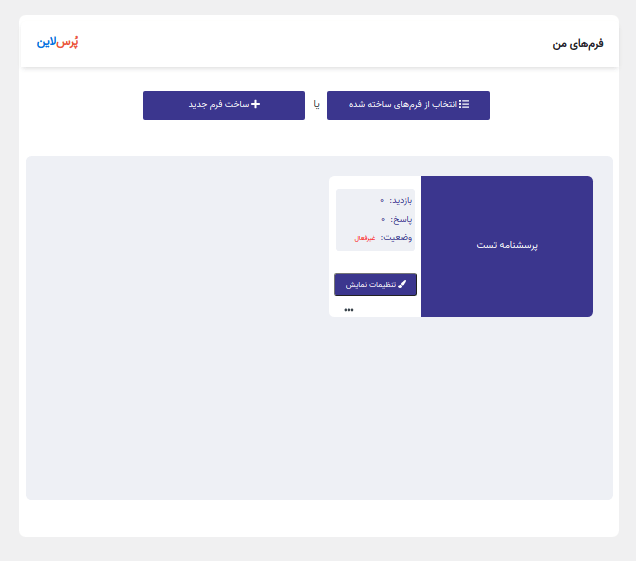 فرم‌های من
پُرس‌لاین
انتخاب از فرم‌های ساخته شده
یا
ساخت فرم جدید
پرسشنامه تست
بازدید: ۰
پاسخ: ۰
وضعیت: غیرفعال
تنظیمات نمایش